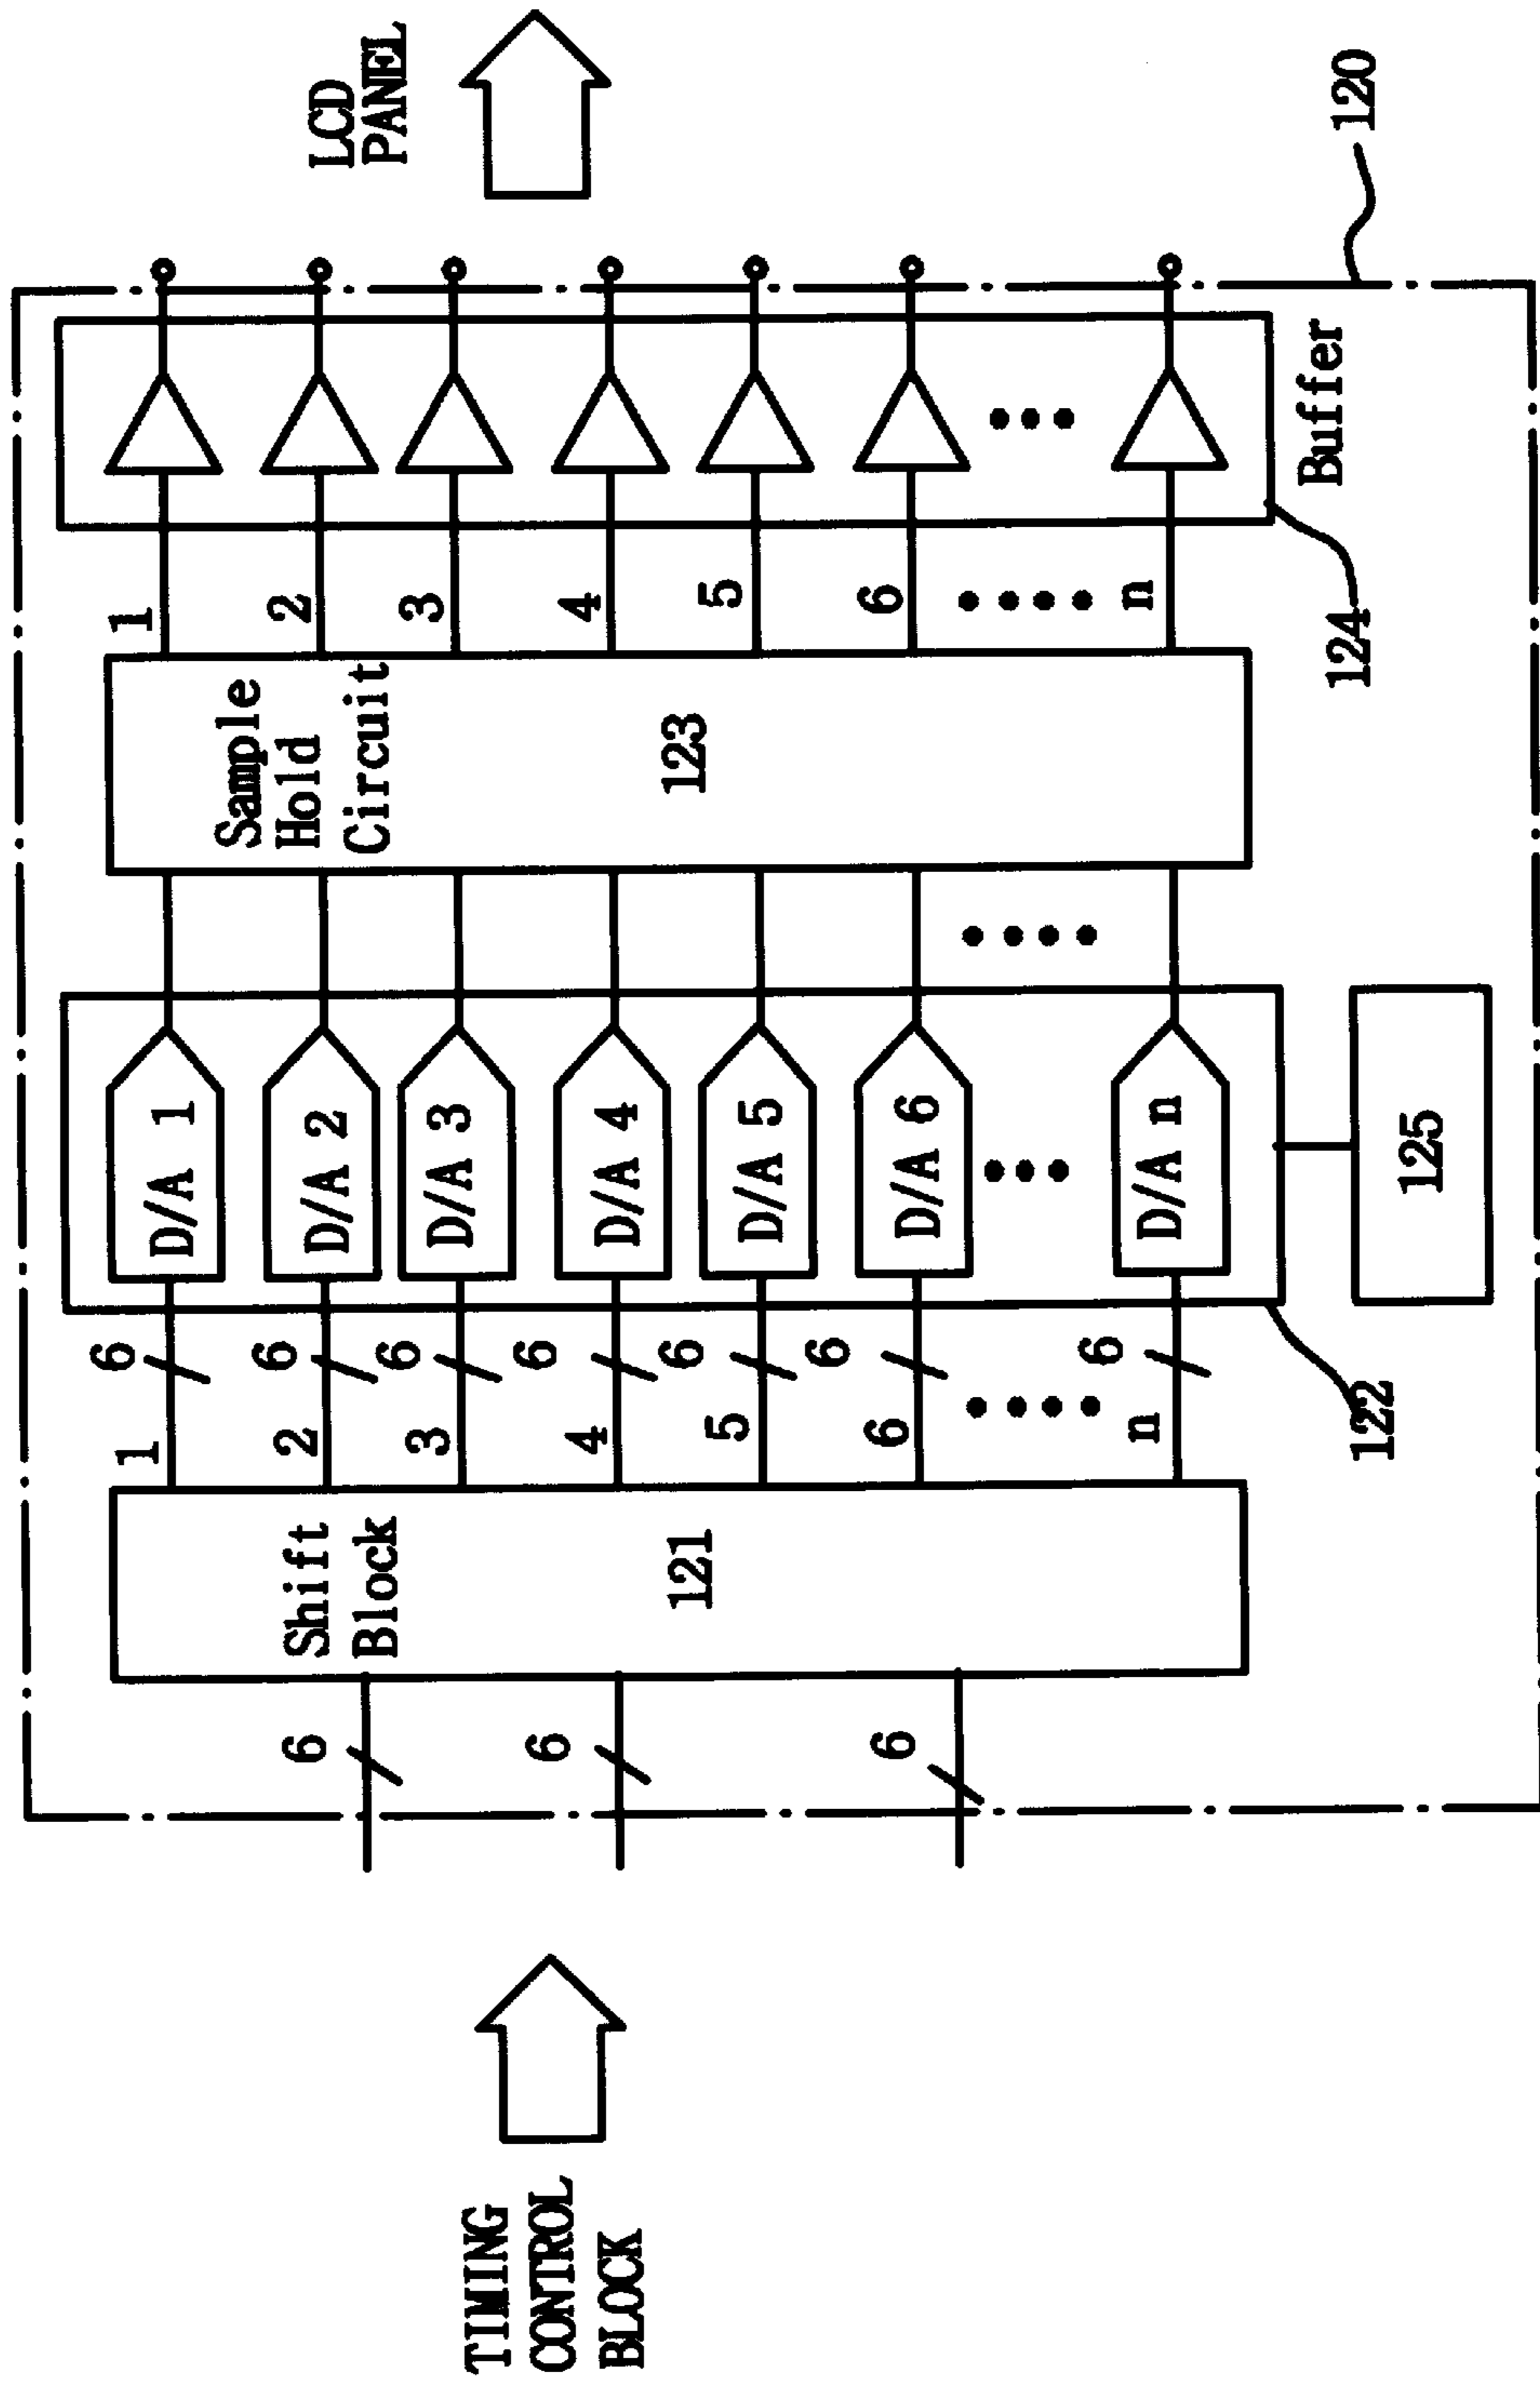 TIMING
CONTROL
BLOCK
6
6
6
Shift
Block
121
1
2
3
4
5
6
n
6
6
6
6
6
6
6
122
D/A 1
D/A 2
D/A 3
D/A 4
D/A 5
D/A 6
D/A n
125
Sample
Hold
Circuit
123
1
2
3
4
5
6
n
124
Buffer
120
LCD
PANEL